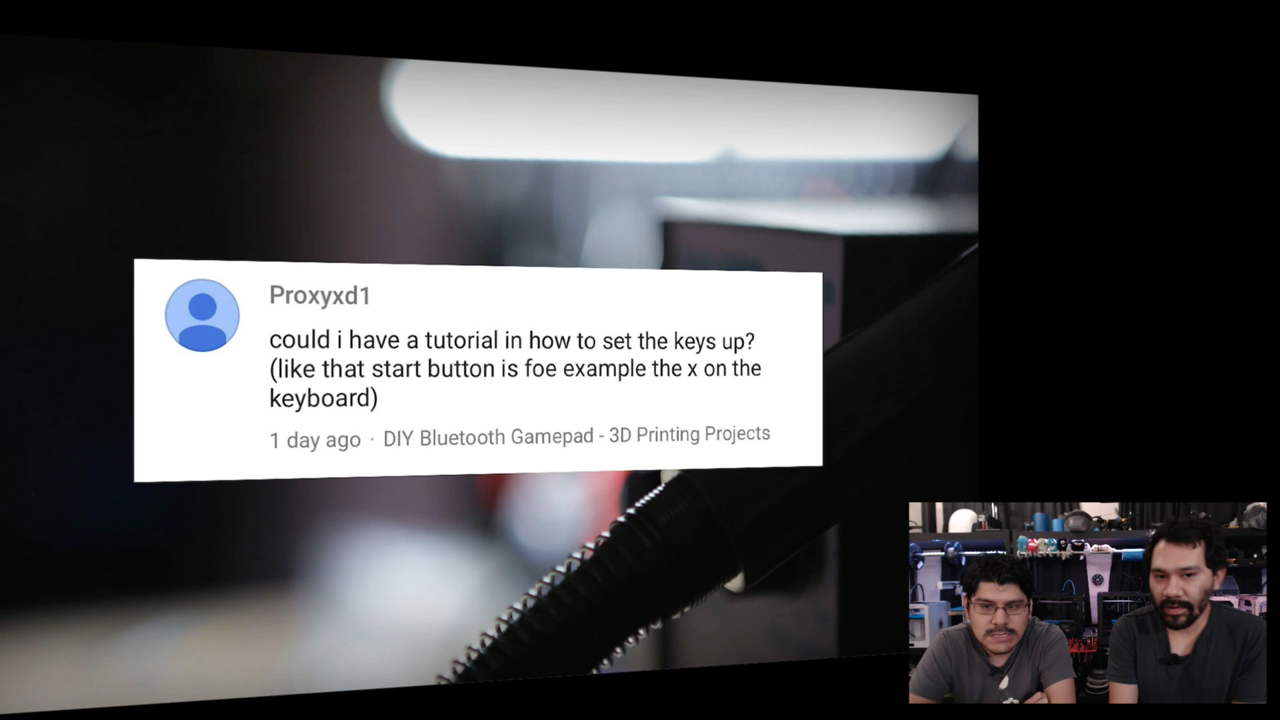 Proxyxd1
could i have a tutorial in how to set the keys up?
(like that start button is foe example the x on the
keyboard)
1 day ago · DIY Bluetooth Gamepad - 3D Printing Projects